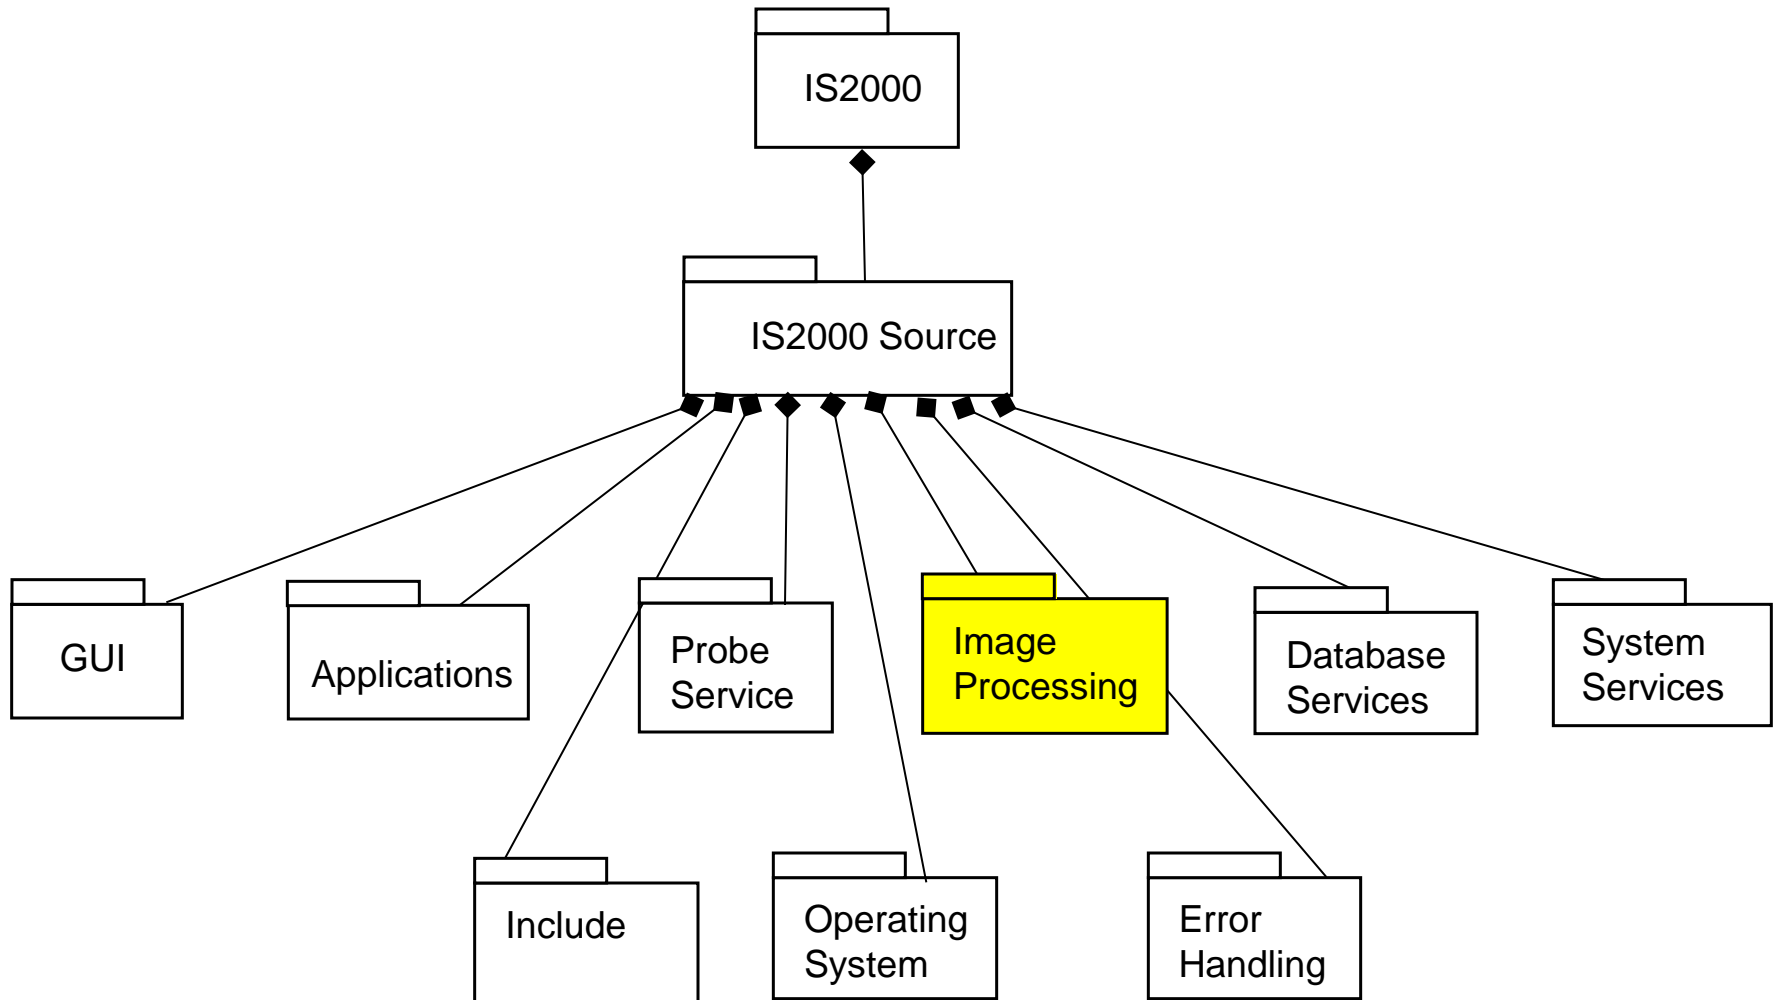 IS2000
IS2000 Source
GUI
Applications
Probe
Service
Image
Processing
Database
Services
System
Services
Include
Operating
System
Error
Handling